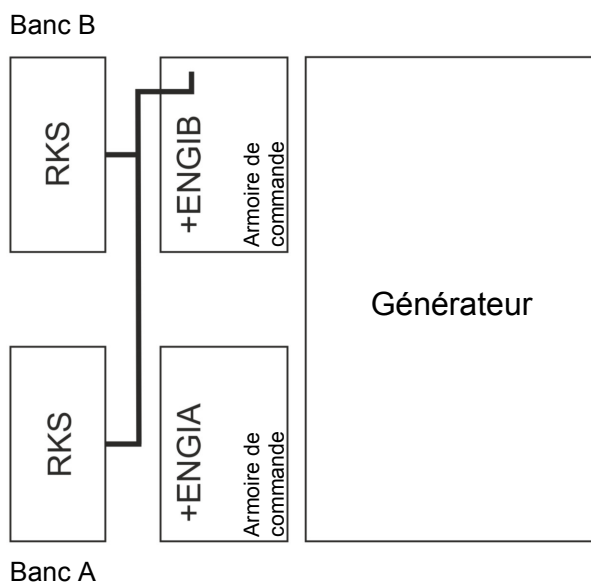 Banc B
RKS
+ENGIB
Armoire de
commande
Générateur
RKS
+ENGIA
Armoire de
commande
Banc A